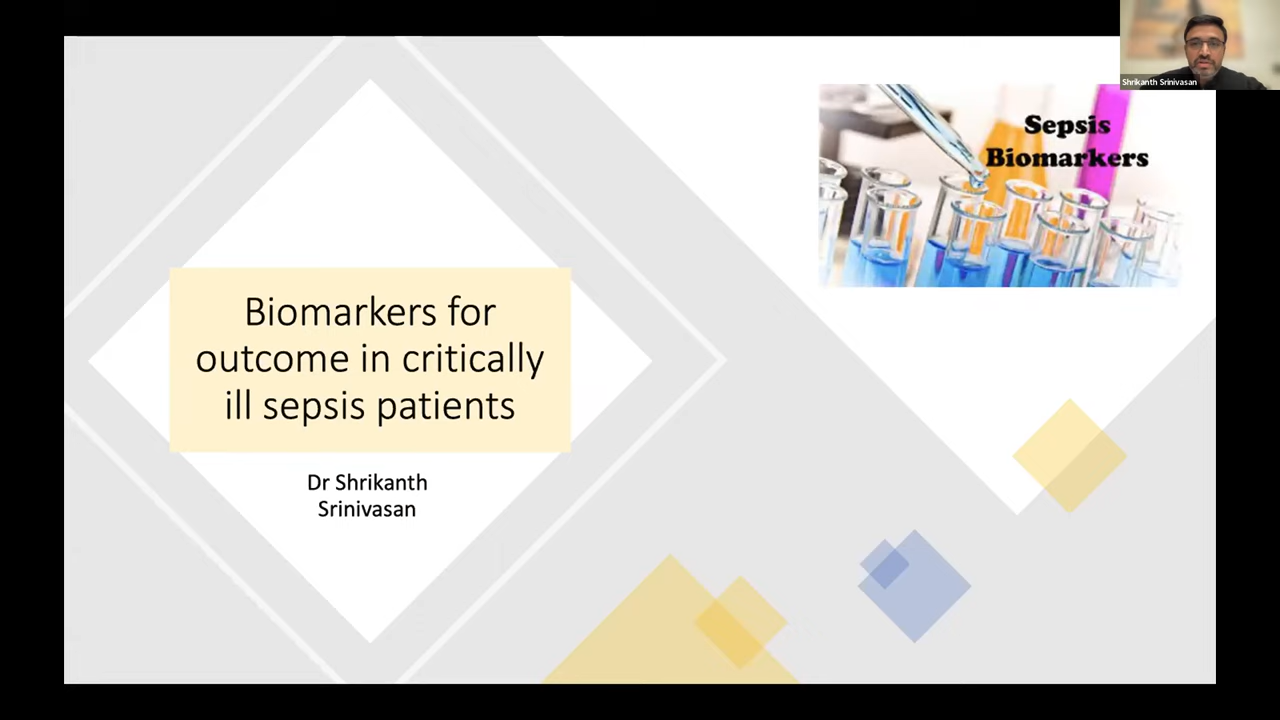 Shrikanth Srinivasan
Sepsis
Biomarkers
Biomarkers for
outcome in critically
ill sepsis patients
Dr Shrikanth
Srinivasan